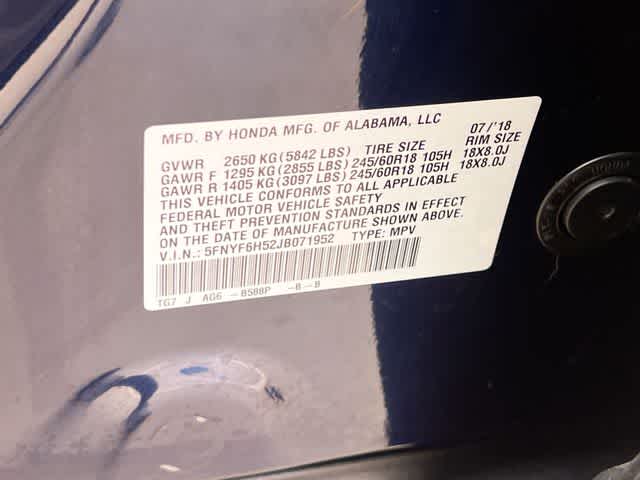 MFD. BY HONDA MFG. OF ALABAMA, LLC 07/'18
GVWR 2650 KG (5842 LBS) TIRE SIZE RIM SIZE
GAWR F 1295 KG (2855 LBS) 245/60R18 105H 18X8.0J
GAWR R 1405 KG (3097 LBS) 245/60R18 105H 18X8.0J
THIS VEHICLE CONFORMS TO ALL APPLICABLE
FEDERAL MOTOR VEHICLE SAFETY
AND THEFT PREVENTION STANDARDS IN EFFECT
ON THE DATE OF MANUFACTURE SHOWN ABOVE.
V.I.N.: 5FNYF6H52JB071952 TYPE: MPV
TG7 J AG6 -B588P -B-B